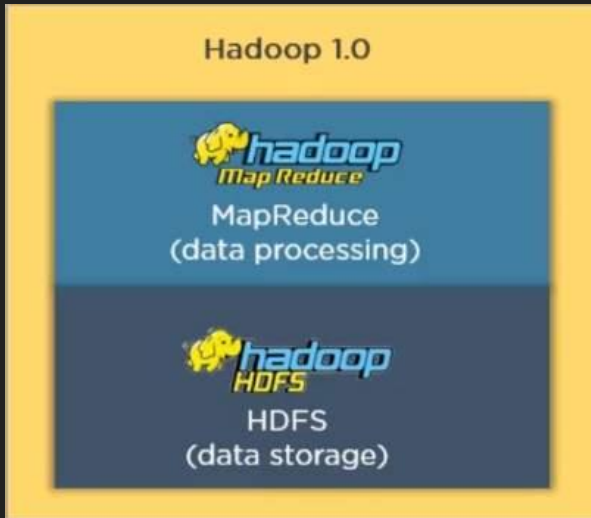 Hadoop 1.0
hadoop
Map Reduce
MapReduce
(data processing)
hadoop
HDFS
HDFS
(data storage)